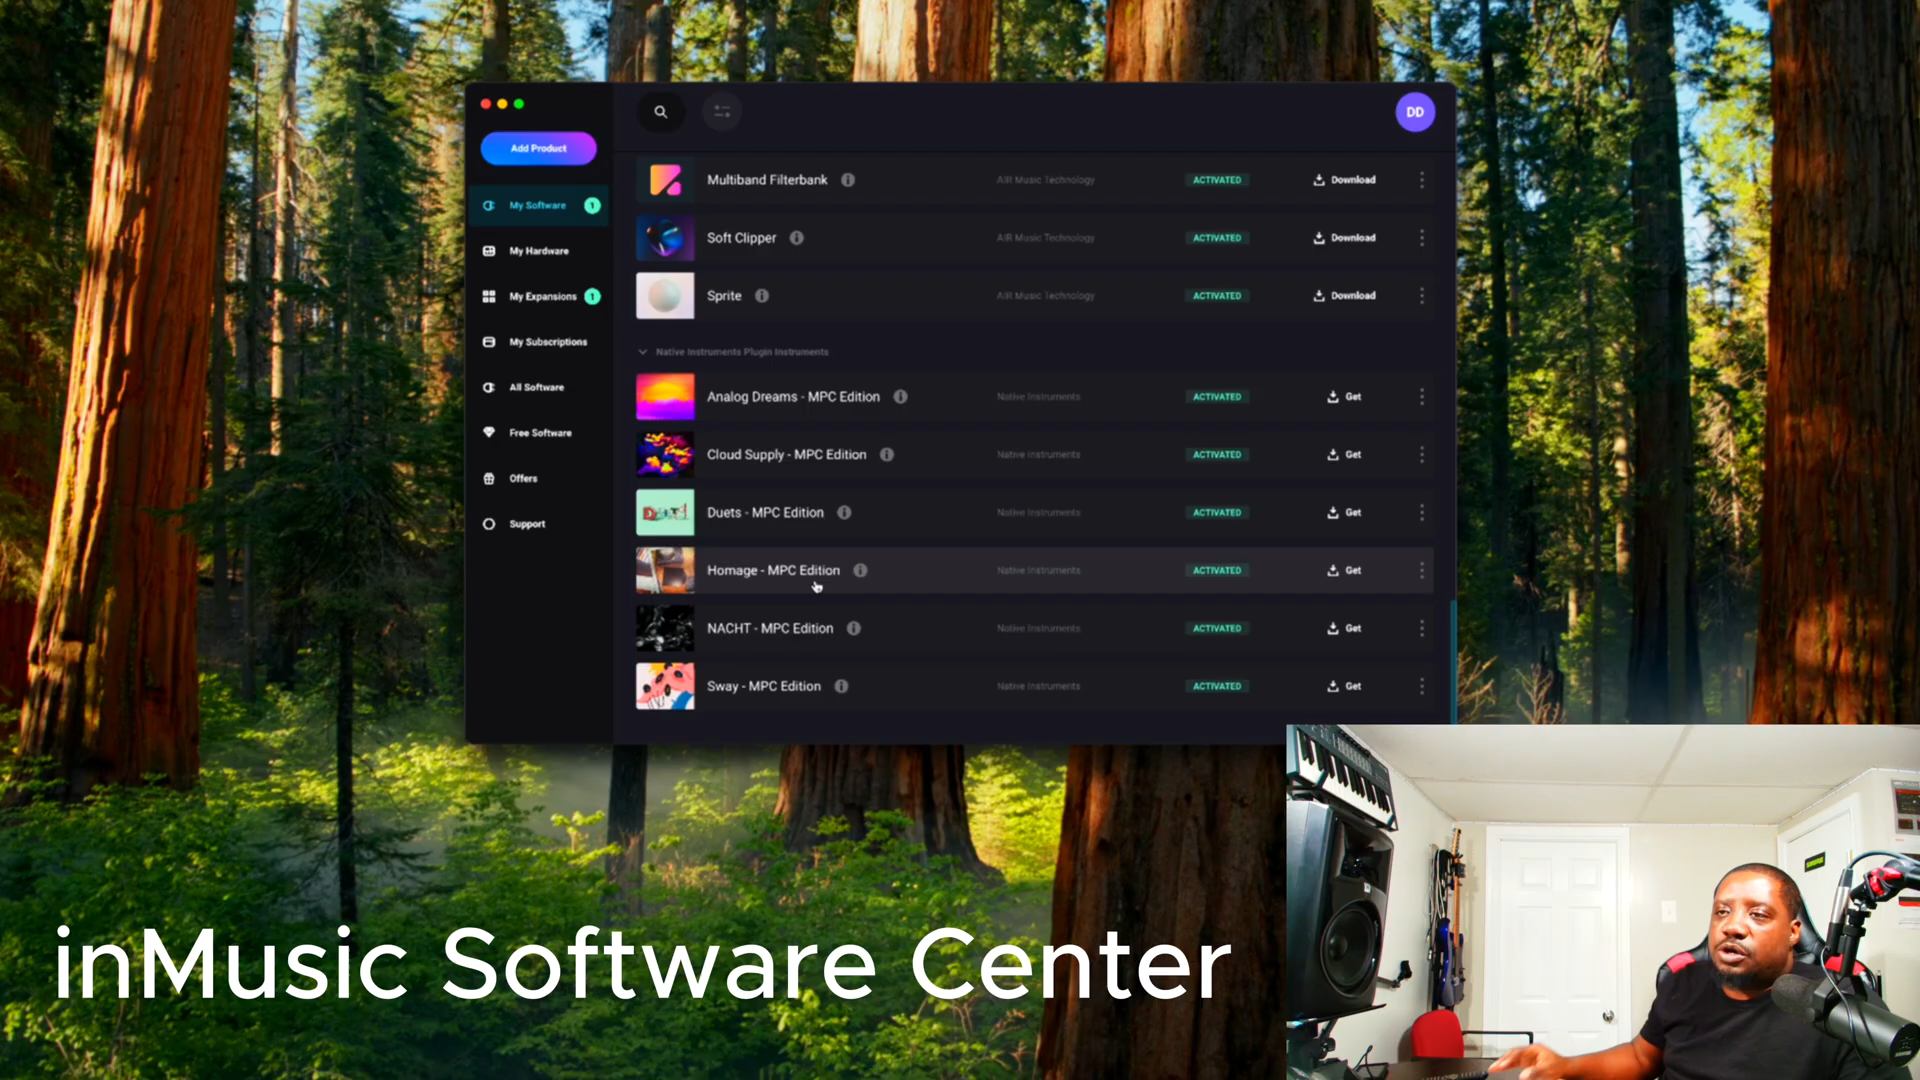 DD
Add Product
My Software 1
My Hardware
My Expansions 1
My Subscriptions
All Software
Free Software
Offers
Support
Multiband Filterbank AIR Music Technology ACTIVATED Download
Soft Clipper AIR Music Technology ACTIVATED Download
Sprite AIR Music Technology ACTIVATED Download
Native Instruments Plugin Instruments
Analog Dreams - MPC Edition Native Instruments ACTIVATED Get
Cloud Supply - MPC Edition Native Instruments ACTIVATED Get
Duets - MPC Edition Native Instruments ACTIVATED Get
Homage - MPC Edition Native Instruments ACTIVATED Get
NACHT - MPC Edition Native Instruments ACTIVATED Get
Sway - MPC Edition Native Instruments ACTIVATED Get
inMusic Software Center